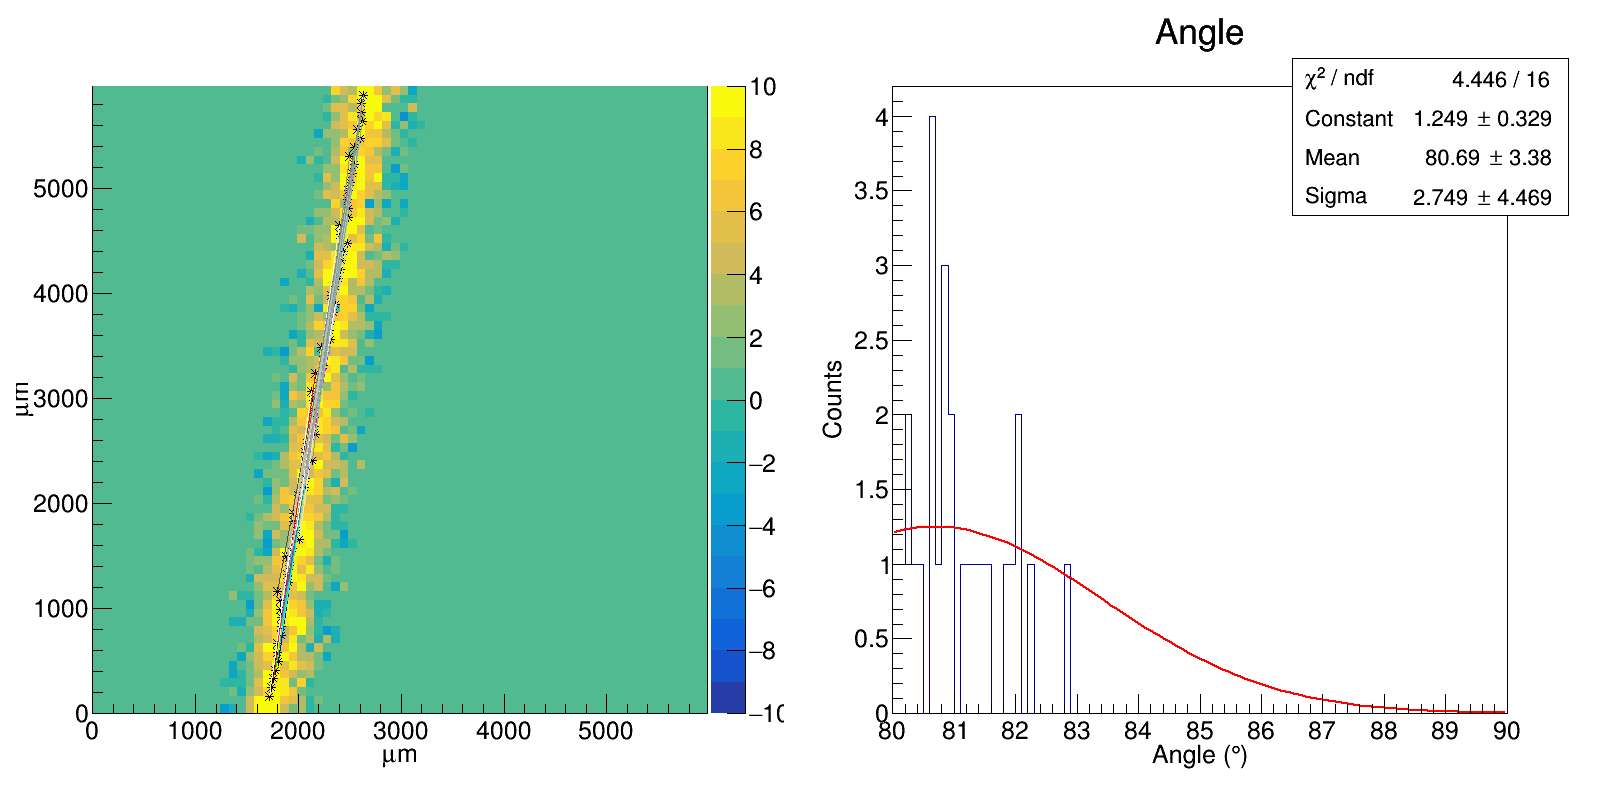 Angle
χ² / ndf 4.446 / 16
Constant 1.249 ± 0.329
Mean 80.69 ± 3.38
Sigma 2.749 ± 4.469
10
8
6
4
2
0
−2
−4
−6
−8
−10
5000
4000
3000
2000
1000
0
μm
0 1000 2000 3000 4000 5000
μm
4
3.5
3
2.5
2
1.5
1
0.5
0
Counts
80 81 82 83 84 85 86 87 88 89 90
Angle (°)